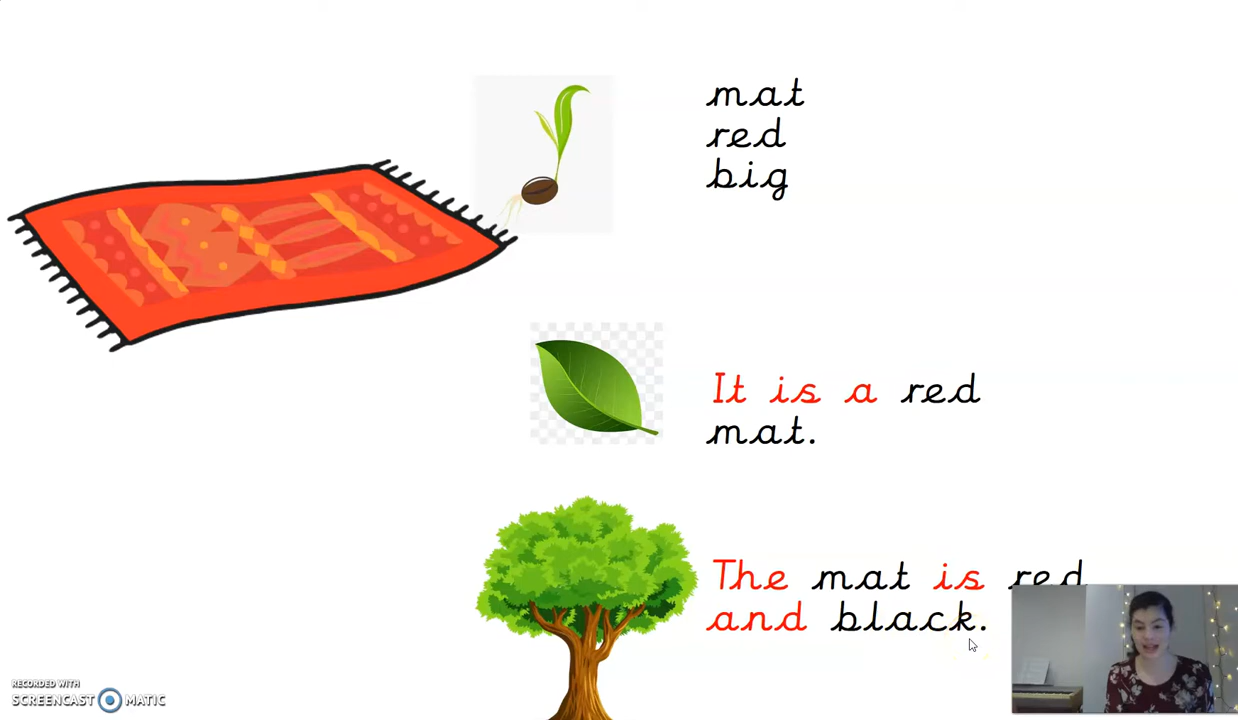 mat
red
big
It is a red
mat.
The mat is red
and black.
RECORDED WITH
SCREENCAST MATIC